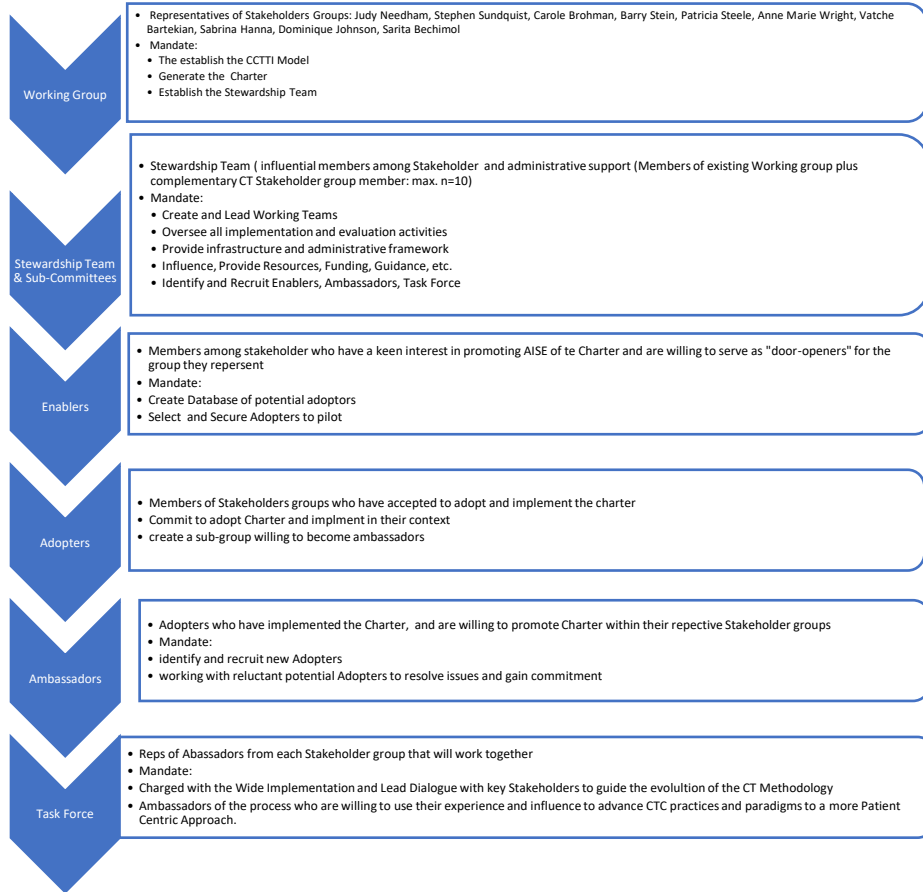 • Representatives of Stakeholders Groups: Judy Needham, Stephen Sundquist, Carole Brohman, Barry Stein, Patricia Steele, Anne Marie Wright, Vatche
Bartekian, Sabrina Hanna, Dominique Johnson, Sarita Bechimol
• Mandate:
• The establish the CCTTI Model
• Generate the Charter
• Establish the Stewardship Team
Working Group
• Stewardship Team ( influential members among Stakeholder and administrative support (Members of existing Working group plus
complementary CT Stakeholder group member: max. n=10)
• Mandate:
• Create and Lead Working Teams
• Oversee all implementation and evaluation activities
• Provide infrastructure and administrative framework
• Influence, Provide Resources, Funding, Guidance, etc.
• Identify and Recruit Enablers, Ambassadors, Task Force
Stewardship Team
& Sub-Committees
• Members among stakeholder who have a keen interest in promoting AISE of te Charter and are willing to serve as "door-openers" for the
group they repersent
• Mandate:
• Create Database of potential adoptors
• Select and Secure Adopters to pilot
Enablers
• Members of Stakeholders groups who have accepted to adopt and implement the charter
• Commit to adopt Charter and implment in their context
• create a sub-group willing to become ambassadors
Adopters
• Adopters who have implemented the Charter, and are willing to promote Charter within their repective Stakeholder groups
• Mandate:
• identify and recruit new Adopters
• working with reluctant potential Adopters to resolve issues and gain commitment
Ambassadors
• Reps of Abassadors from each Stakeholder group that will work together
• Mandate:
• Charged with the Wide Implementation and Lead Dialogue with key Stakeholders to guide the evolultion of the CT Methodology
• Ambassadors of the process who are willing to use their experience and influence to advance CTC practices and paradigms to a more Patient
Centric Approach.
Task Force